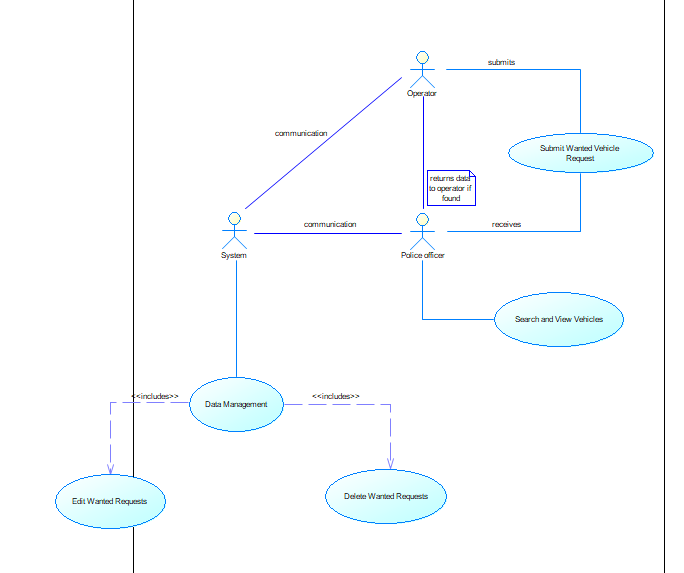 submits
Operator
communication
Submit Wanted Vehicle
Request
returns data
to operator if
found
communication
receives
System
Police officer
Search and View Vehicles
<<includes>>
<<includes>>
Data Management
Edit Wanted Requests
Delete Wanted Requests